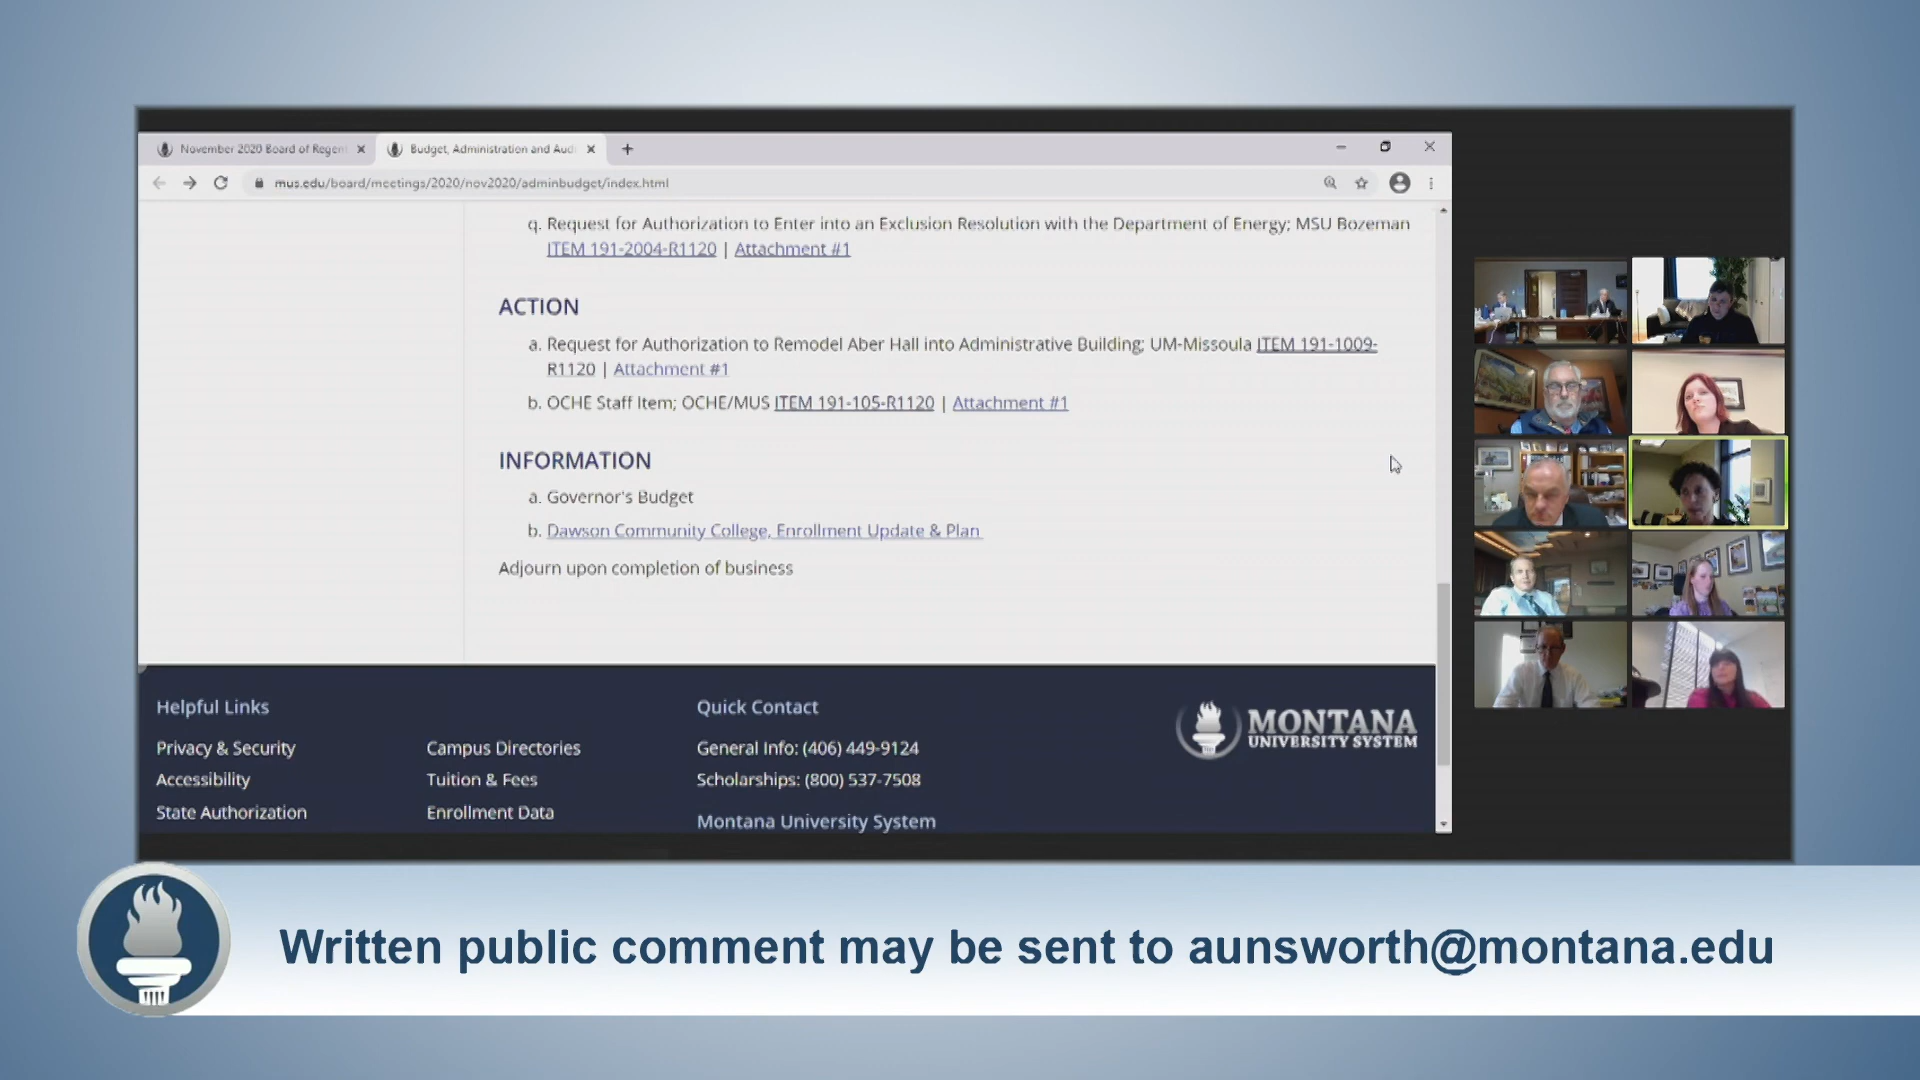 November 2020 Board of Regent
Budget, Administration and Aud
mus.edu/board/meetings/2020/nov2020/adminbudget/index.html
q. Request for Authorization to Enter into an Exclusion Resolution with the Department of Energy; MSU Bozeman
ITEM 191-2004-R1120 | Attachment #1
ACTION
a. Request for Authorization to Remodel Aber Hall into Administrative Building; UM-Missoula ITEM 191-1009-
R1120 | Attachment #1
b. OCHE Staff Item; OCHE/MUS ITEM 191-105-R1120 | Attachment #1
INFORMATION
a. Governor's Budget
b. Dawson Community College, Enrollment Update & Plan
Adjourn upon completion of business
Helpful Links
Privacy & Security
Accessibility
State Authorization
Campus Directories
Tuition & Fees
Enrollment Data
Quick Contact
General Info: (406) 449-9124
Scholarships: (800) 537-7508
Montana University System
MONTANA
UNIVERSITY SYSTEM
Written public comment may be sent to aunsworth@montana.edu